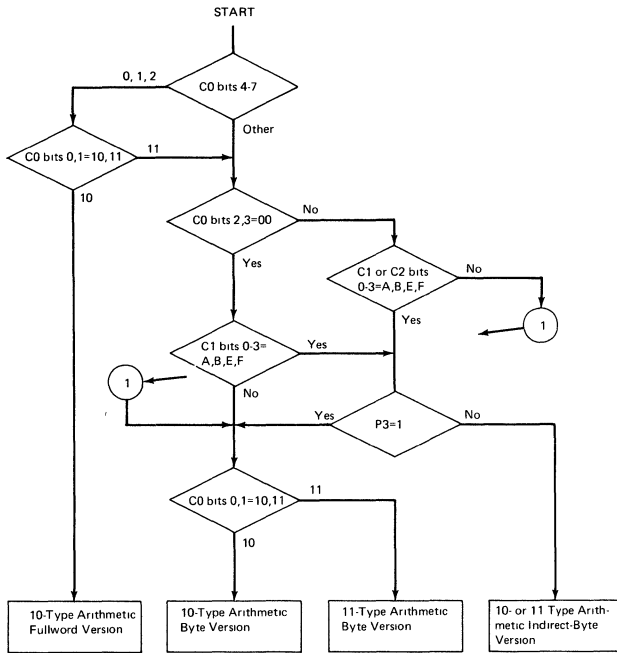 START
0, 1, 2
C0 bits 4-7
Other
C0 bits 0,1=10,11
11
10
C0 bits 2,3=00
No
Yes
C1 or C2 bits
0-3=A,B,E,F
No
Yes
1
C1 bits 0-3=
A,B,E,F
Yes
No
1
Yes
P3=1
No
C0 bits 0,1=10,11
11
10
10-Type Arithmetic
Fullword Version
10-Type Arithmetic
Byte Version
11-Type Arithmetic
Byte Version
10- or 11 Type Arith-
metic Indirect-Byte
Version